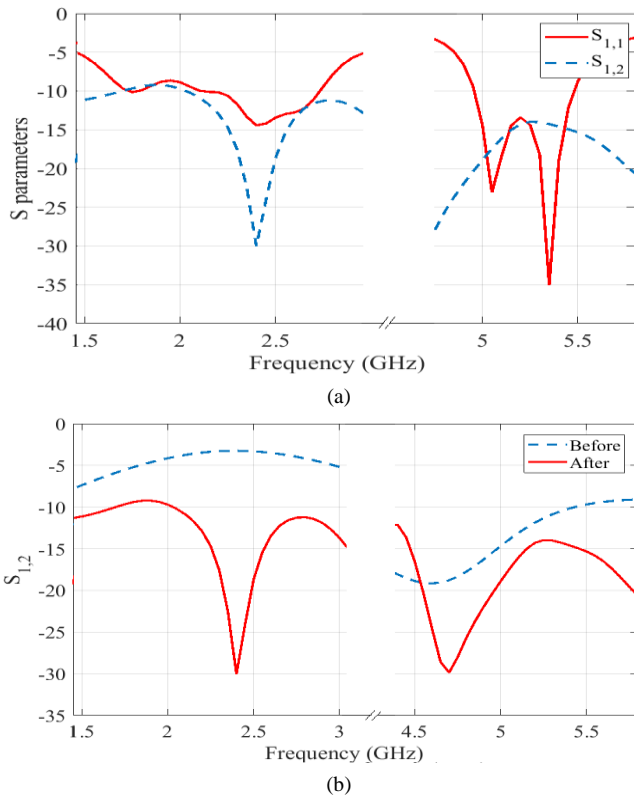 0
-5
-10
-15
-20
-25
-30
-35
-40
S parameters
S1,1
S1,2
1.5 2 2.5 5 5.5
//
Frequency (GHz)
(a)
0
-5
-10
-15
-20
-25
-30
-35
S1,2
Before
After
1.5 2 2.5 3 4.5 5 5.5
//
Frequency (GHz)
(b)